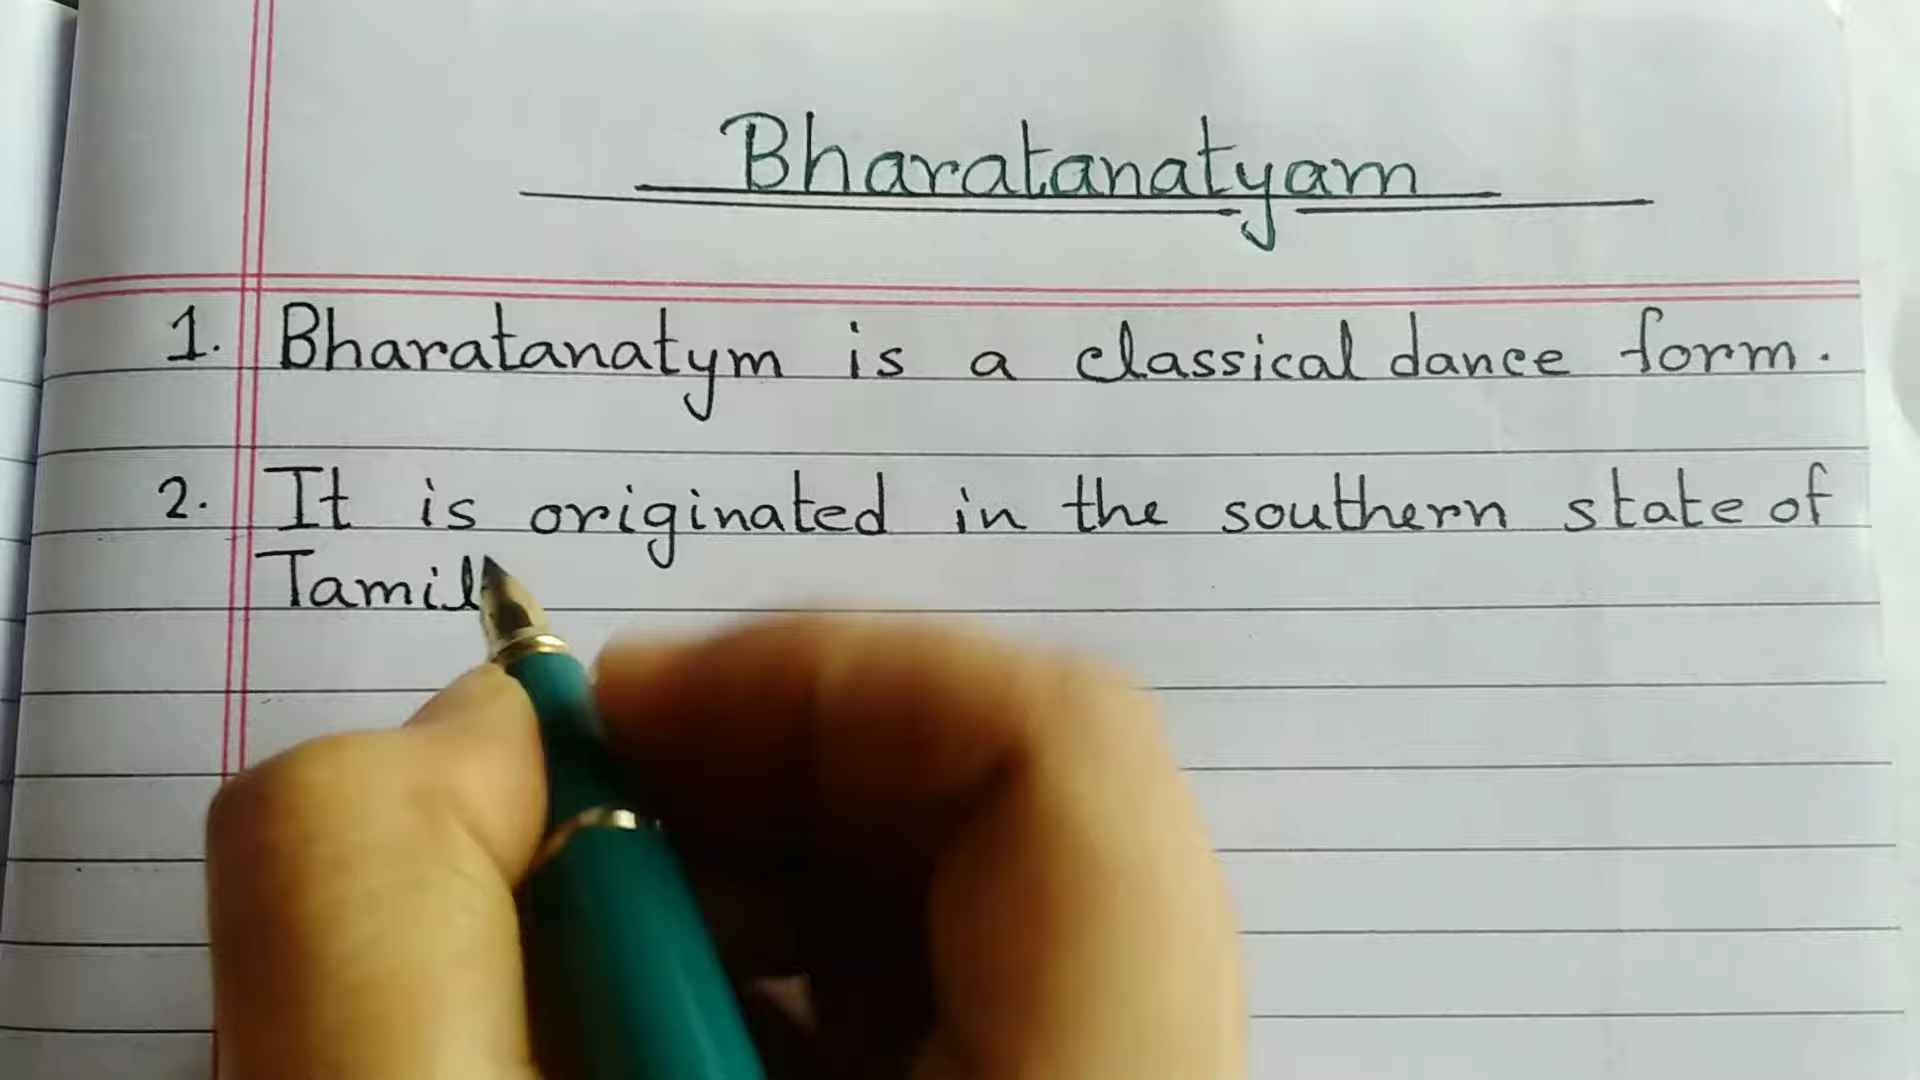 Bharatanatyam
1. Bharatanatym is a classical dance form.
2. It is originated in the southern state of
Tamil